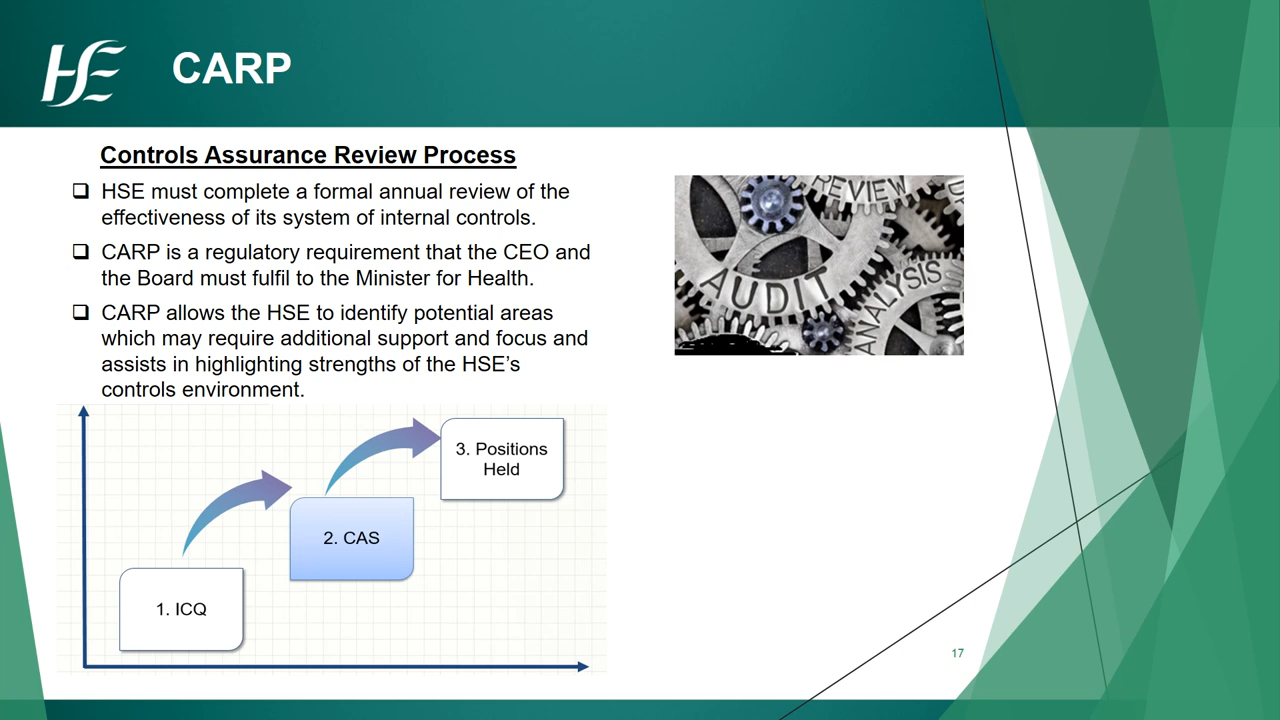 HSE
CARP
Controls Assurance Review Process
❑ HSE must complete a formal annual review of the
effectiveness of its system of internal controls.
❑ CARP is a regulatory requirement that the CEO and
the Board must fulfil to the Minister for Health.
❑ CARP allows the HSE to identify potential areas
which may require additional support and focus and
assists in highlighting strengths of the HSE’s
controls environment.
REVIEW
AUDIT
ANALYSIS
3. Positions
Held
2. CAS
1. ICQ
17